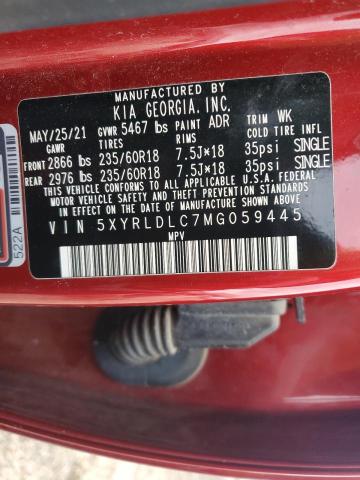 MANUFACTURED BY
KIA GEORGIA, INC.
MAY/25/21 GVWR 5467 lbs PAINT ADR TRIM WK
GAWR TIRES RIMS COLD TIRE INFL
FRONT 2866 lbs 235/60R18 7.5J×18 35psi SINGLE
REAR 2976 lbs 235/60R18 7.5J×18 35psi SINGLE
THIS VEHICLE CONFORMS TO ALL APPLICABLE U.S.A. FEDERAL
MOTOR VEHICLE SAFETY, BUMPER, AND THEFT PREVENTION
STANDARDS IN EFFECT ON THE DATE OF MANUFACTURE SHOWN ABOVE
VIN 5XYRLDLC7MG059445
MPV
522A